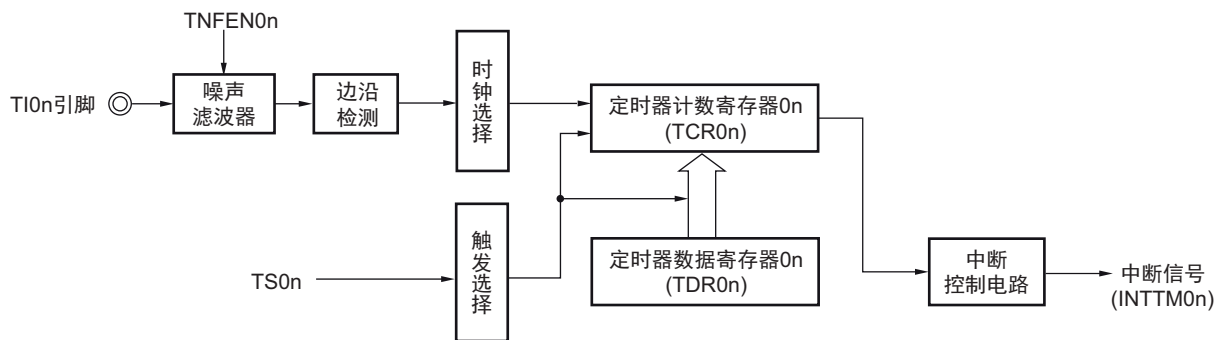 TNFEN0n
TI0n引脚
噪声
滤波器
边沿
检测
时钟选择
定时器计数寄存器0n
(TCR0n)
TS0n
触发选择
定时器数据寄存器0n
(TDR0n)
中断
控制电路
中断信号
(INTTM0n)